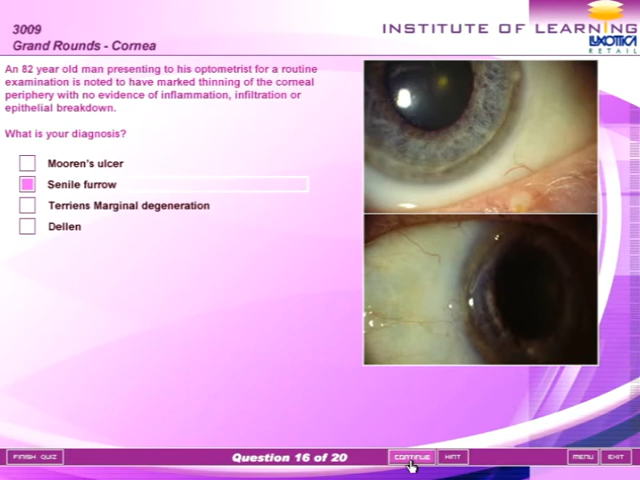 3009
Grand Rounds - Cornea
INSTITUTE OF LEARNING
LUXOTTICA
RETAIL
An 82 year old man presenting to his optometrist for a routine
examination is noted to have marked thinning of the corneal
periphery with no evidence of inflammation, infiltration or
epithelial breakdown.
What is your diagnosis?
Mooren's ulcer
Senile furrow
Terriens Marginal degeneration
Dellen
FINISH QUIZ
Question 16 of 20
CONTINUE
HINT
MENU
EXIT